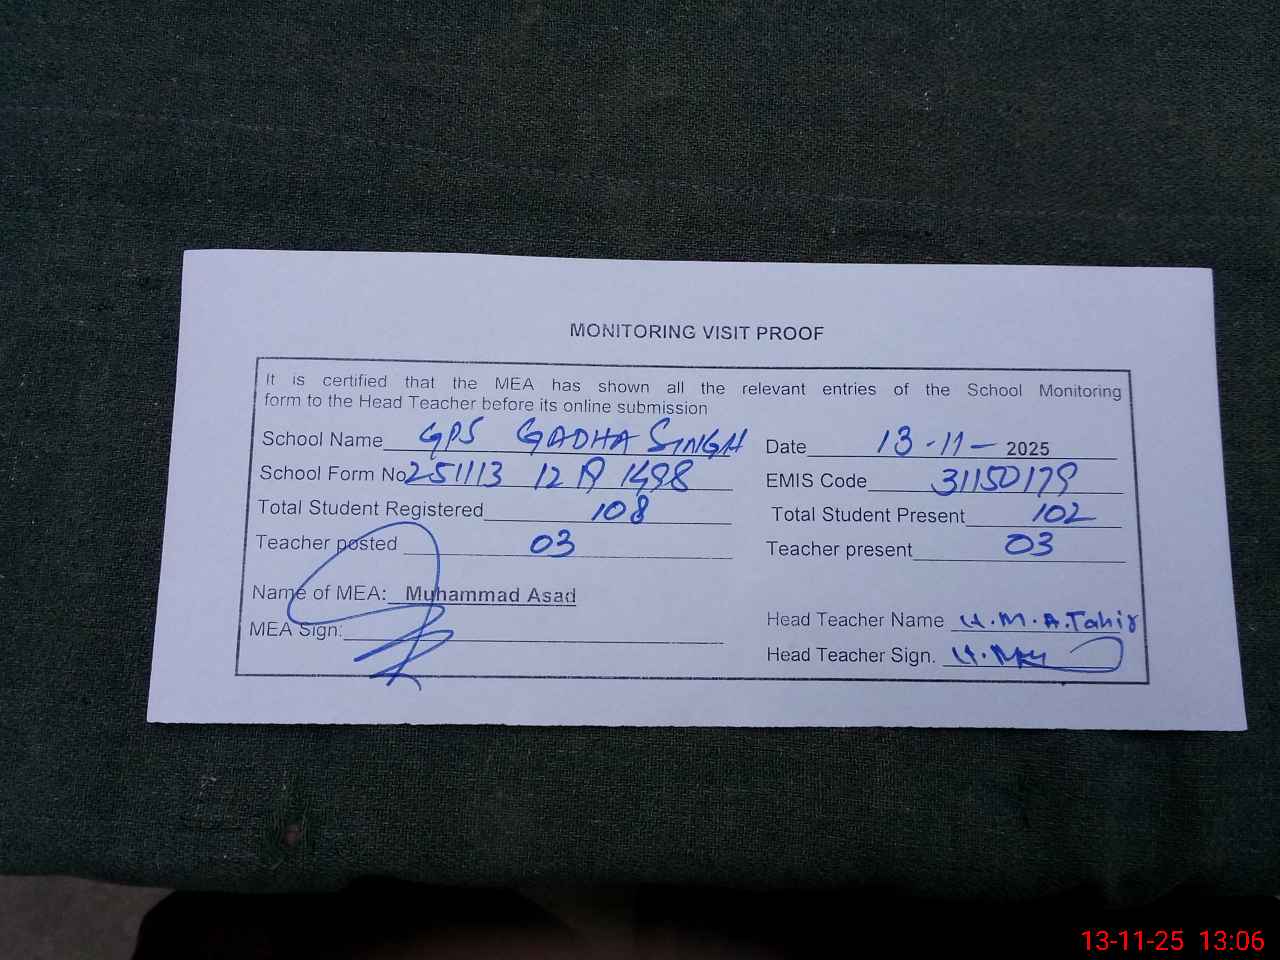 MONITORING VISIT PROOF
It is certified that the MEA has shown all the relevant entries of the School Monitoring
form to the Head Teacher before its online submission
School Name GPS GADHA SINGH Date 13-11- 2025
School Form No 251113 12 A 1498 EMIS Code 31150179
Total Student Registered 108 Total Student Present 102
Teacher posted 03 Teacher present 03
Name of MEA: Muhammad Asad
Head Teacher Name H.M.A.Tahir
MEA Sign:
Head Teacher Sign.
13-11-25 13:06